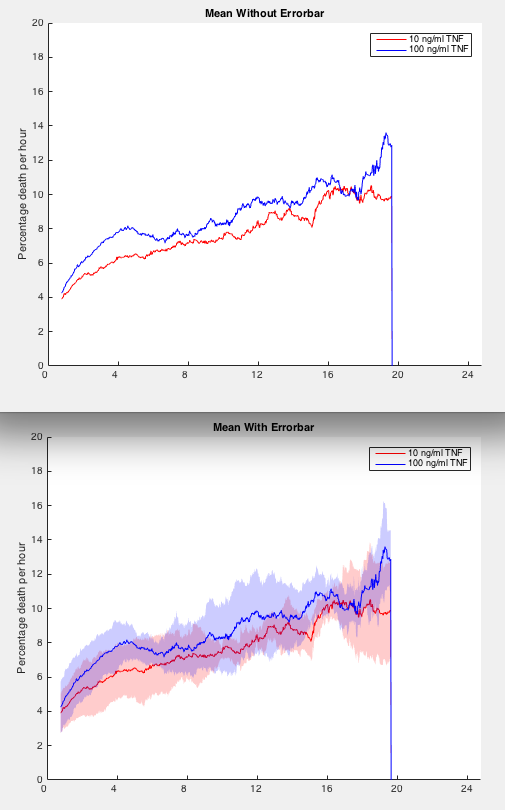 Mean Without Errorbar
20
18
16
14
12
10
8
6
4
2
0
Percentage death per hour
10 ng/ml TNF
100 ng/ml TNF
0 4 8 12 16 20 24
Mean With Errorbar
20
18
16
14
12
10
8
6
4
2
0
Percentage death per hour
10 ng/ml TNF
100 ng/ml TNF
0 4 8 12 16 20 24